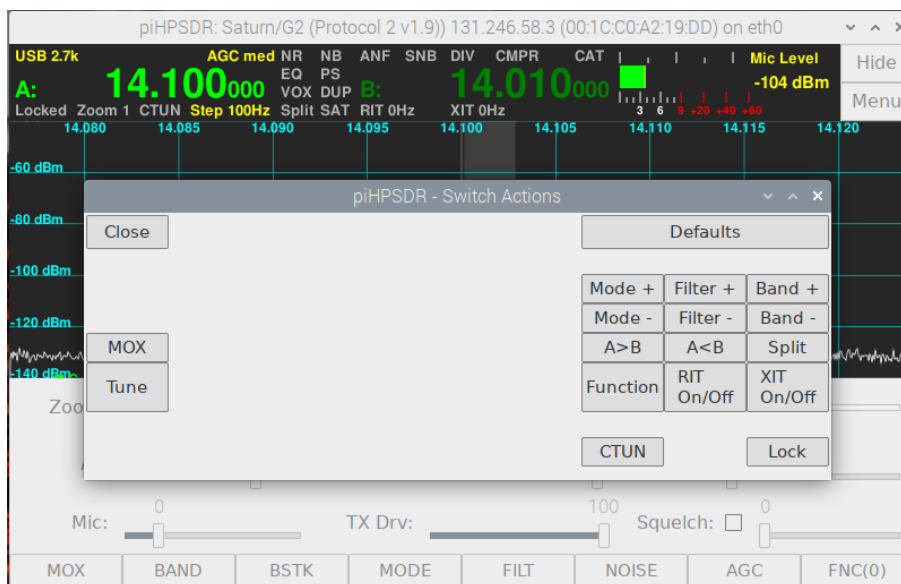 piHPSDR: Saturn/G2 (Protocol 2 v1.9)) 131.246.58.3 (00:1C:C0:A2:19:DD) on eth0
USB 2.7k AGC med NR NB ANF SNB DIV CMPR CAT Mic Level Hide
EQ PS
A: 14.100000 VOX DUP B: 14.010000 -104 dBm
Locked Zoom 1 CTUN Step 100Hz Split SAT RIT 0Hz XIT 0Hz 3 6 9 +20 +40 +60 Menu
14.080 14.085 14.090 14.095 14.100 14.105 14.110 14.115 14.120
-60 dBm
piHPSDR - Switch Actions
-80 dBm
Close Defaults
-100 dBm
Mode + Filter + Band +
-120 dBm
Mode - Filter - Band -
MOX A>B A<B Split
-140 dBm
Tune Function RIT On/Off XIT On/Off
Zoo
CTUN Lock
0 100 0
Mic: TX Drv: Squelch:
MOX BAND BSTK MODE FILT NOISE AGC FNC(0)